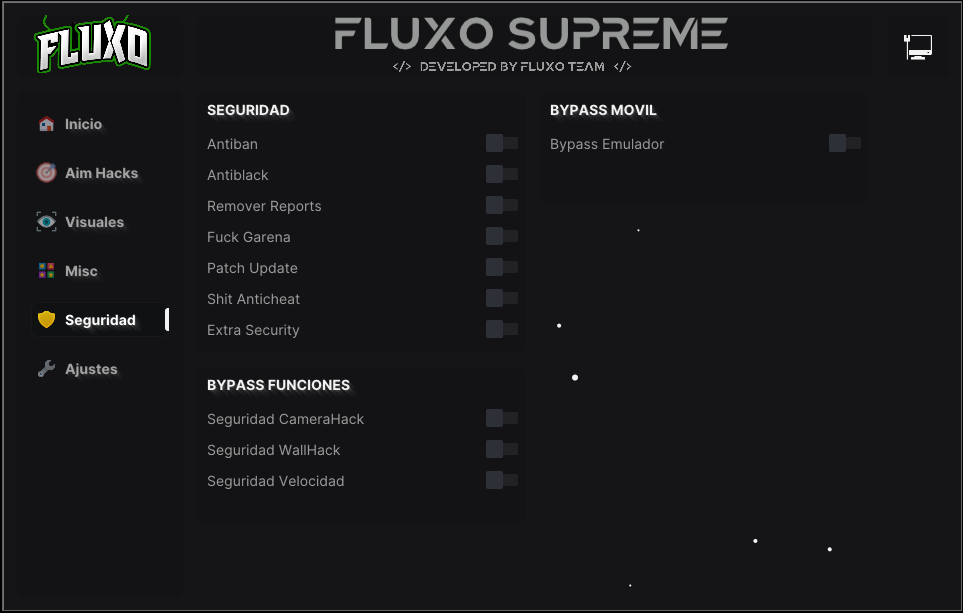 FLUXO
FLUXO SUPREME
</> DEVELOPED BY FLUXO TEAM </>
Inicio
Aim Hacks
Visuales
Misc
Seguridad
Ajustes
SEGURIDAD
Antiban
Antiblack
Remover Reports
Fuck Garena
Patch Update
Shit Anticheat
Extra Security
BYPASS FUNCIONES
Seguridad CameraHack
Seguridad WallHack
Seguridad Velocidad
BYPASS MOVIL
Bypass Emulador